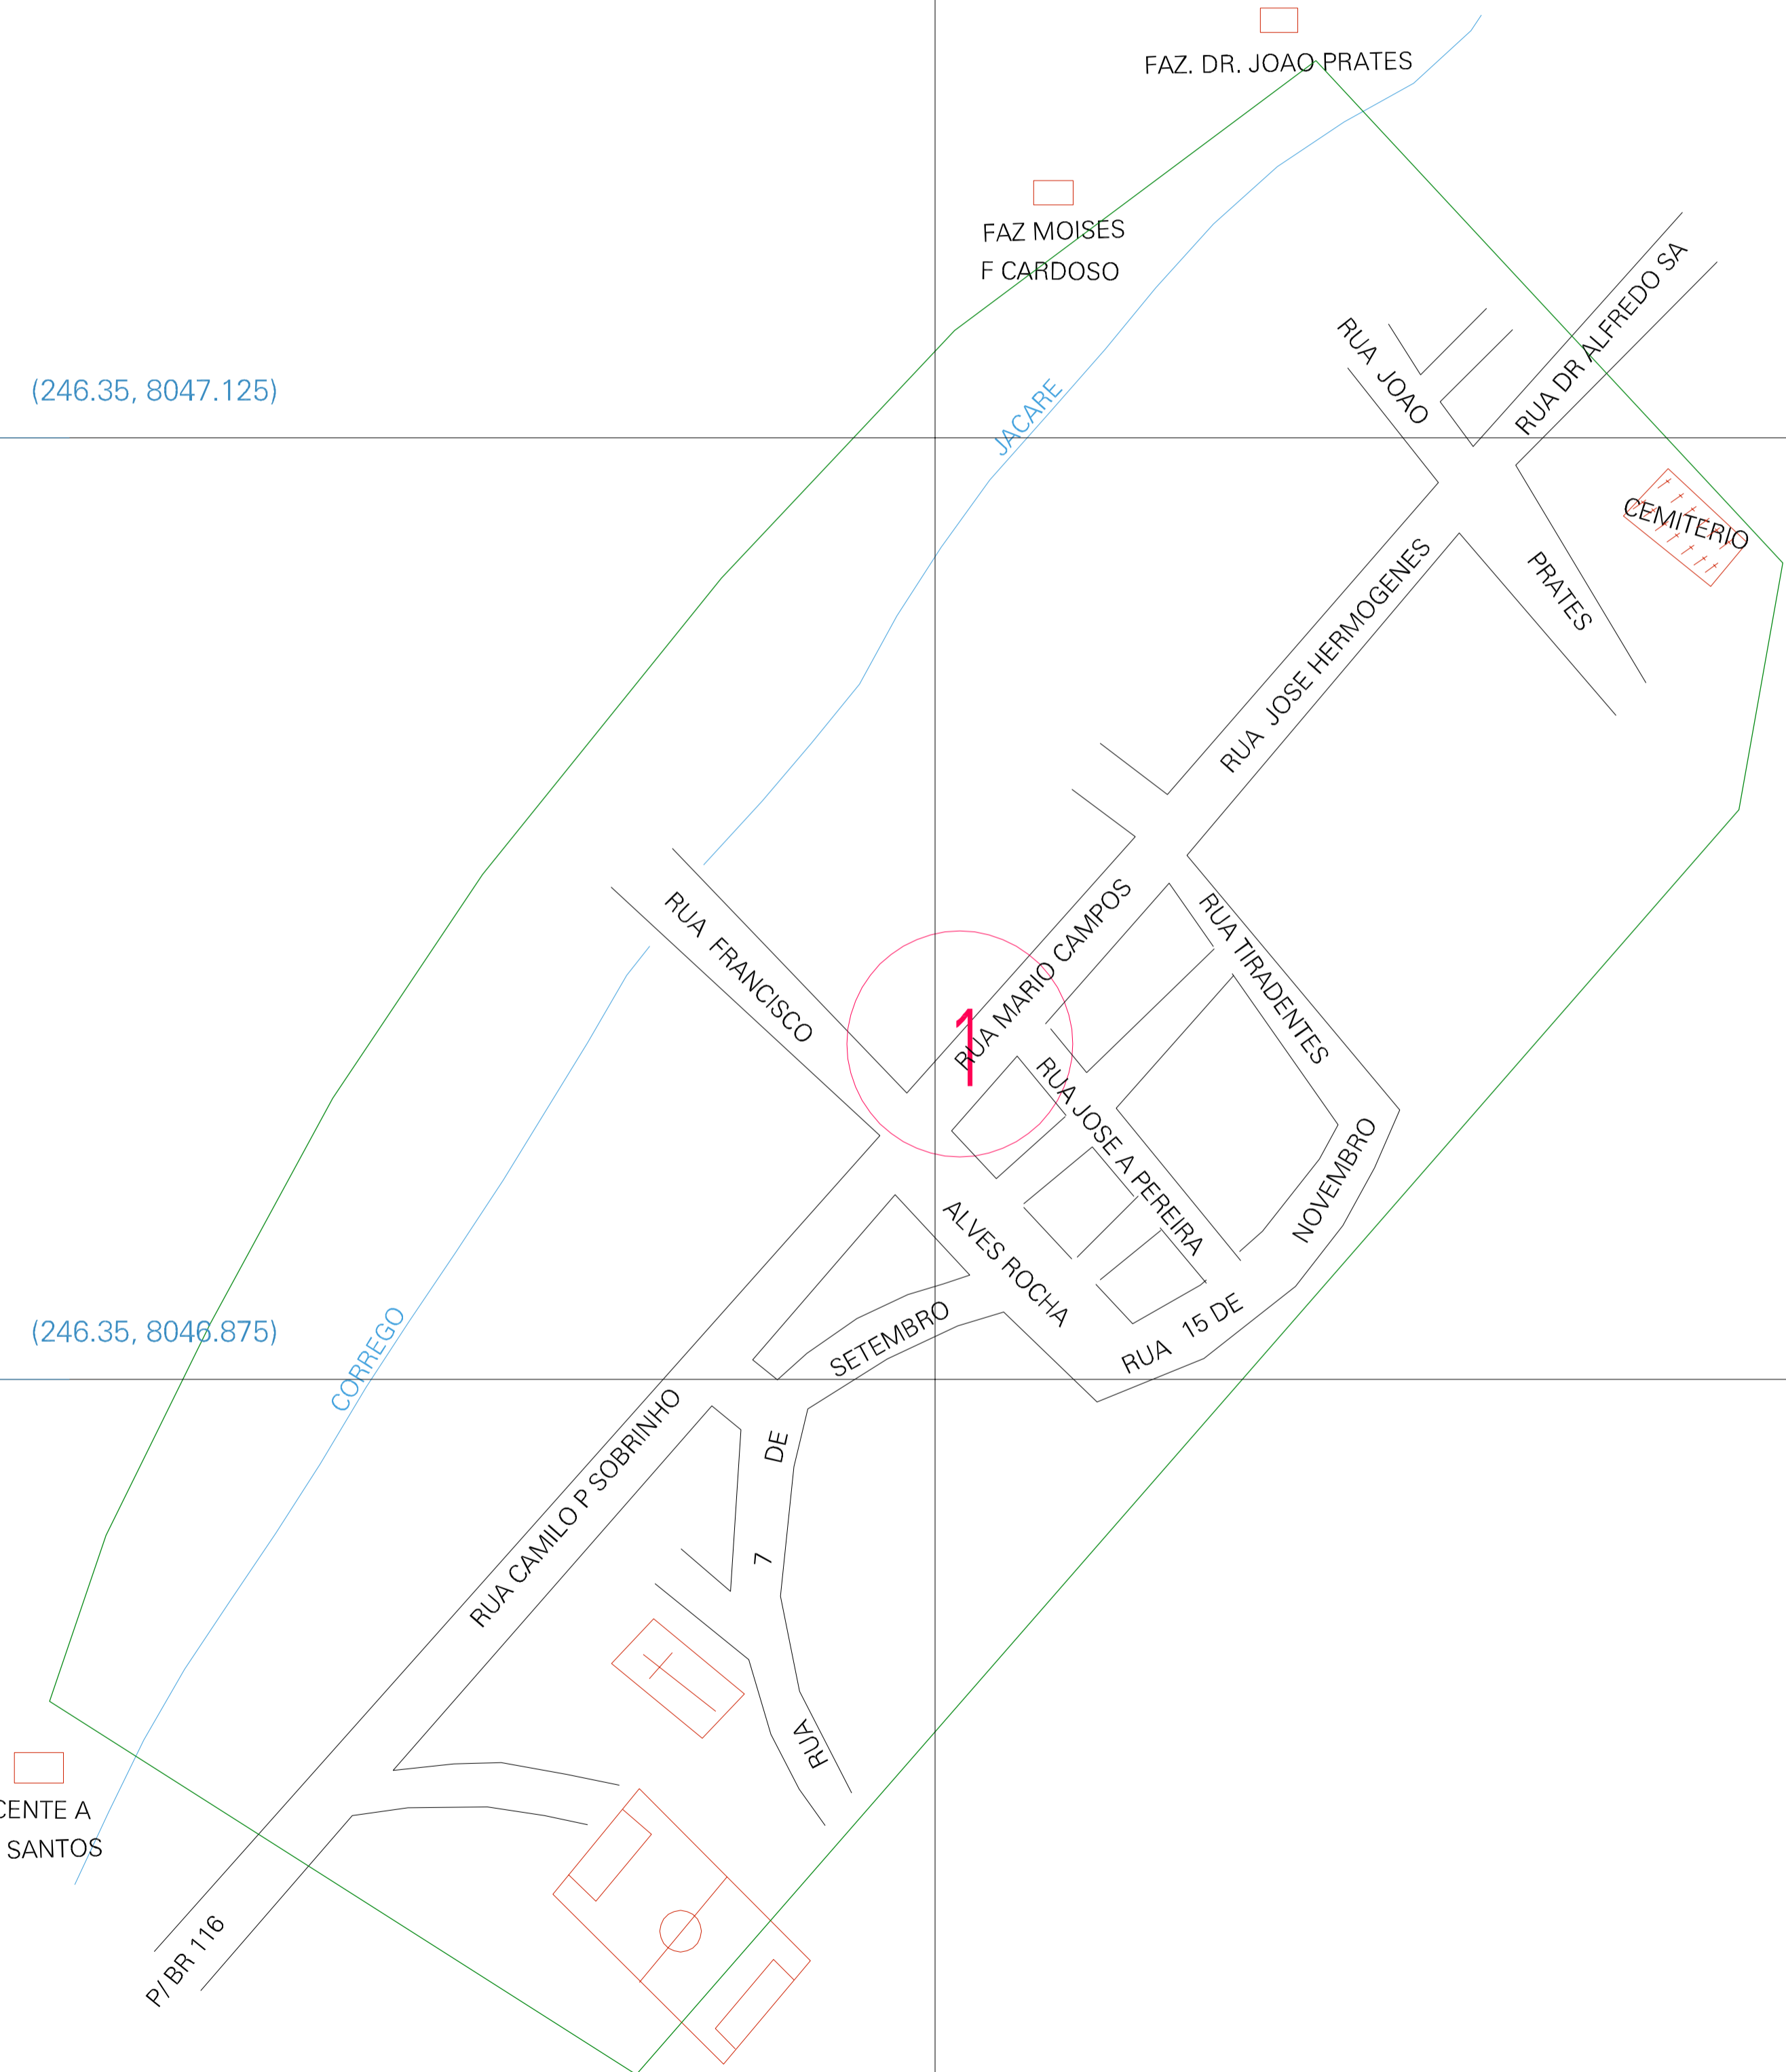 FAZ. DR. JOAO PRATES
FAZ MOISES
F CARDOSO
RUA DR ALFREDO SA
RUA JOAO
PRATES
(246.35, 8047.125)
JACARE
CEMITERIO
RUA JOSE HERMOGENES
RUA MARIO CAMPOS
RUA TIRADENTES
RUA FRANCISCO
ALVES ROCHA
1
RUA JOSE A PEREIRA
RUA 15 DE
NOVEMBRO
(246.35, 8046.875)
CORREGO
SETEMBRO
DE
7
RUA
RUA CAMILO P SOBRINHO
CENTE A
SANTOS
P/ BR 116